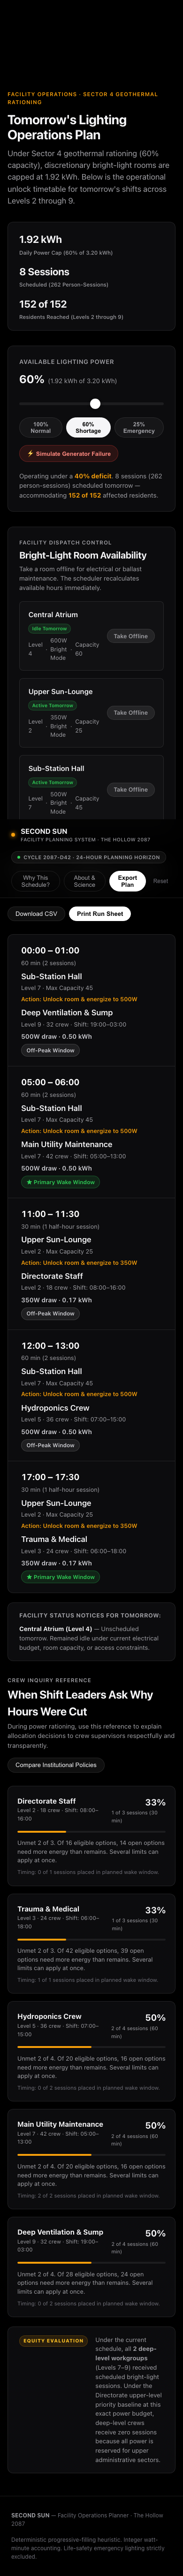 FACILITY OPERATIONS · SECTOR 4 GEOTHERMAL
RATIONING
Tomorrow's Lighting
Operations Plan
Under Sector 4 geothermal rationing (60%
capacity), discretionary bright-light rooms are
capped at 1.92 kWh. Below is the operational
unlock timetable for tomorrow's shifts across
Levels 2 through 9.
1.92 kWh
Daily Power Cap (60% of 3.20 kWh)
8 Sessions
Scheduled (262 Person-Sessions)
152 of 152
Residents Reached (Levels 2 through 9)
AVAILABLE LIGHTING POWER
60% (1.92 kWh of 3.20 kWh)
100%
Normal
60%
Shortage
25%
Emergency
⚡ Simulate Generator Failure
Operating under a 40% deficit. 8 sessions (262
person-sessions) scheduled tomorrow —
accommodating 152 of 152 affected residents.
FACILITY DISPATCH CONTROL
Bright-Light Room Availability
Take a room offline for electrical or ballast
maintenance. The scheduler recalculates
available hours immediately.
Central Atrium
Idle Tomorrow
Level 4 · 600W Bright Mode · Capacity 60
Take Offline
Upper Sun-Lounge
Active Tomorrow
Level 2 · 350W Bright Mode · Capacity 25
Take Offline
Sub-Station Hall
Active Tomorrow
Level 7 · 500W Bright Mode · Capacity 45
Take Offline
SECOND SUN
FACILITY PLANNING SYSTEM · THE HOLLOW 2087
CYCLE 2087-D42 · 24-HOUR PLANNING HORIZON
Why This
Schedule?
About &
Science
Export
Plan
Reset
Download CSV
Print Run Sheet
00:00 – 01:00
60 min (2 sessions)
Sub-Station Hall
Level 7 · Max Capacity 45
Action: Unlock room & energize to 500W
Deep Ventilation & Sump
Level 9 · 32 crew · Shift: 19:00–03:00
500W draw · 0.50 kWh
Off-Peak Window
05:00 – 06:00
60 min (2 sessions)
Sub-Station Hall
Level 7 · Max Capacity 45
Action: Unlock room & energize to 500W
Main Utility Maintenance
Level 7 · 42 crew · Shift: 05:00–13:00
500W draw · 0.50 kWh
★ Primary Wake Window
11:00 – 11:30
30 min (1 half-hour session)
Upper Sun-Lounge
Level 2 · Max Capacity 25
Action: Unlock room & energize to 350W
Directorate Staff
Level 2 · 18 crew · Shift: 08:00–16:00
350W draw · 0.17 kWh
Off-Peak Window
12:00 – 13:00
60 min (2 sessions)
Sub-Station Hall
Level 7 · Max Capacity 45
Action: Unlock room & energize to 500W
Hydroponics Crew
Level 5 · 36 crew · Shift: 07:00–15:00
500W draw · 0.50 kWh
Off-Peak Window
17:00 – 17:30
30 min (1 half-hour session)
Upper Sun-Lounge
Level 2 · Max Capacity 25
Action: Unlock room & energize to 350W
Trauma & Medical
Level 3 · 24 crew · Shift: 06:00–18:00
350W draw · 0.17 kWh
★ Primary Wake Window
FACILITY STATUS NOTICES FOR TOMORROW:
Central Atrium (Level 4) — Unscheduled
tomorrow. Remained idle under current electrical
budget, room capacity, or access constraints.
CREW INQUIRY REFERENCE
When Shift Leaders Ask Why
Hours Were Cut
During power rationing, use this reference to explain
allocation decisions to crew supervisors respectfully and
transparently.
Compare Institutional Policies
Directorate Staff
Level 2 · 18 crew · Shift: 08:00–
16:00
33%
1 of 3 sessions (30
min)
Unmet 2 of 3. Of 16 eligible options, 14 open options
need more energy than remains. Several limits can
apply at once.
Timing: 0 of 1 sessions placed in planned wake window.
Trauma & Medical
Level 3 · 24 crew · Shift: 06:00–
18:00
33%
1 of 3 sessions (30
min)
Unmet 2 of 3. Of 42 eligible options, 39 open
options need more energy than remains. Several
limits can apply at once.
Timing: 1 of 1 sessions placed in planned wake window.
Hydroponics Crew
Level 5 · 36 crew · Shift: 07:00–
15:00
50%
2 of 4 sessions (60
min)
Unmet 2 of 4. Of 20 eligible options, 16 open options
need more energy than remains. Several limits can
apply at once.
Timing: 0 of 2 sessions placed in planned wake window.
Main Utility Maintenance
Level 7 · 42 crew · Shift: 05:00–
13:00
50%
2 of 4 sessions (60
min)
Unmet 2 of 4. Of 20 eligible options, 16 open options
need more energy than remains. Several limits can
apply at once.
Timing: 2 of 2 sessions placed in planned wake window.
Deep Ventilation & Sump
Level 9 · 32 crew · Shift: 19:00–
03:00
50%
2 of 4 sessions (60
min)
Unmet 2 of 4. Of 28 eligible options, 24 open
options need more energy than remains. Several
limits can apply at once.
Timing: 0 of 2 sessions placed in planned wake window.
EQUITY EVALUATION
Under the current
schedule, all 2 deep-
level workgroups
(Levels 7–9) received
scheduled bright-light
sessions. Under the
Directorate upper-level
priority baseline at this
exact power budget,
deep-level crews
receive zero sessions
because all power is
reserved for upper
administrative sectors.
SECOND SUN — Facility Operations Planner · The Hollow
2087
Deterministic progressive-filling heuristic. Integer watt-
minute accounting. Life-safety emergency lighting strictly
excluded.